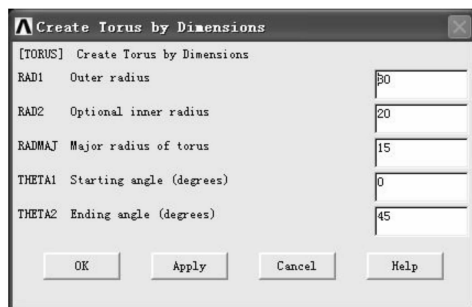 Create Torus by Dimensions
[TORUS] Create Torus by Dimensions
RAD1 Outer radius 30
RAD2 Optional inner radius 20
RADMAJ Major radius of torus 15
THETA1 Starting angle (degrees) 0
THETA2 Ending angle (degrees) 45
OK Apply Cancel Help